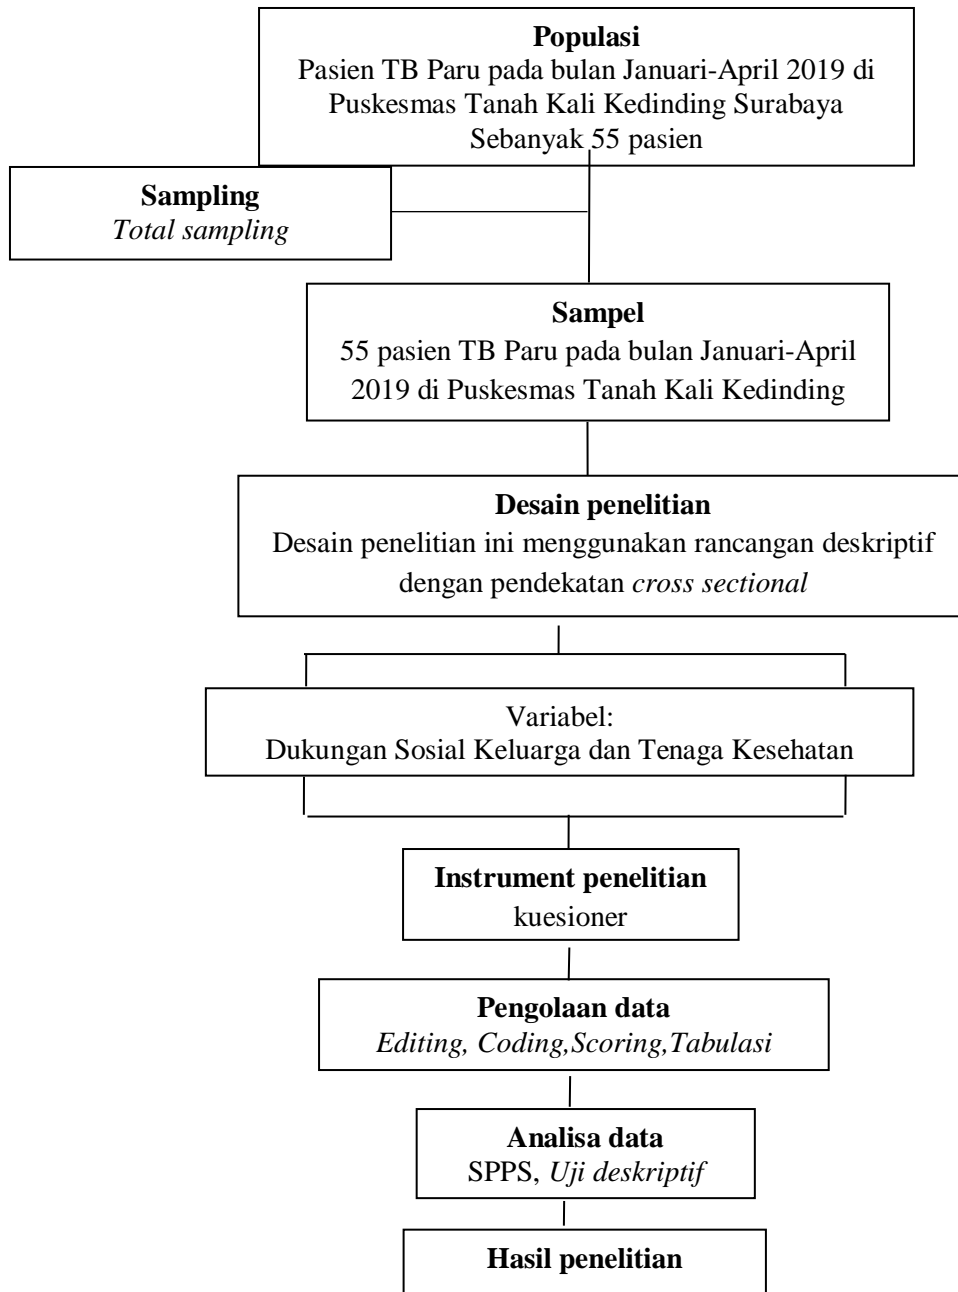 Populasi
Pasien TB Paru pada bulan Januari-April 2019 di
Puskesmas Tanah Kali Kedinding Surabaya
Sebanyak 55 pasien
Sampling
Total sampling
Sampel
55 pasien TB Paru pada bulan Januari-April
2019 di Puskesmas Tanah Kali Kedinding
Desain penelitian
Desain penelitian ini menggunakan rancangan deskriptif
dengan pendekatan cross sectional
Variabel:
Dukungan Sosial Keluarga dan Tenaga Kesehatan
Instrument penelitian
kuesioner
Pengolaan data
Editing, Coding,Scoring,Tabulasi
Analisa data
SPPS, Uji deskriptif
Hasil penelitian